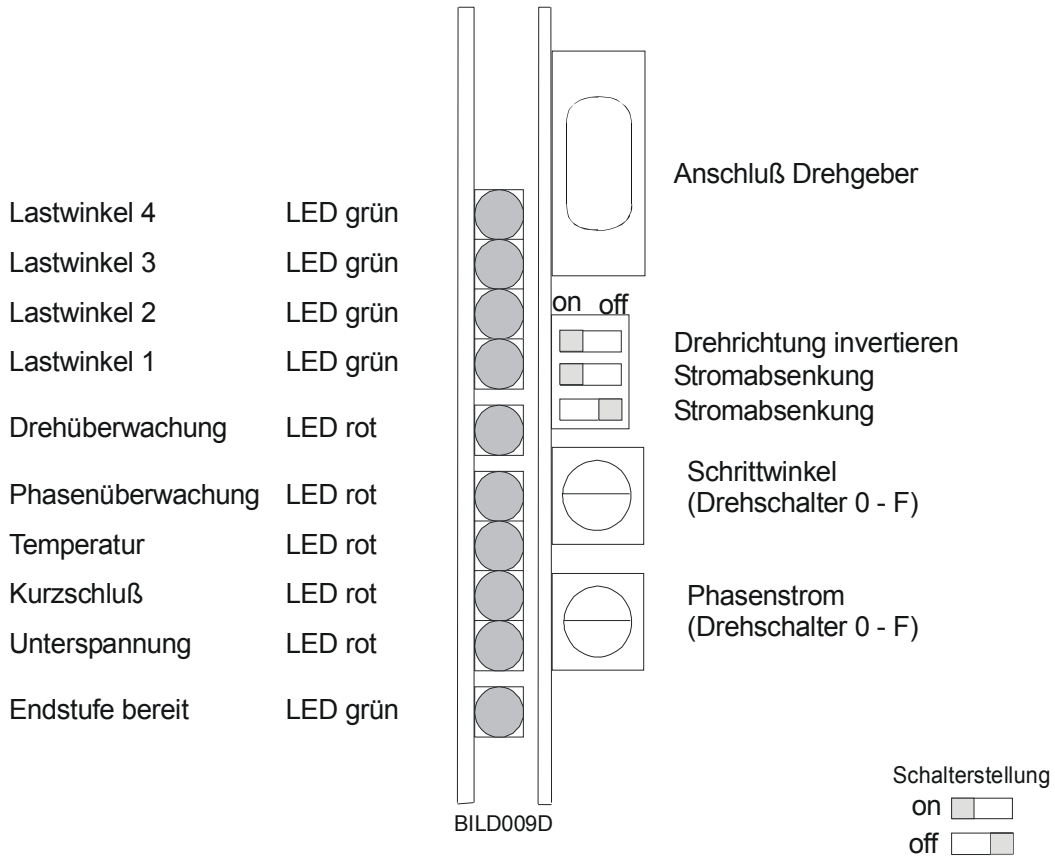 Anschluß Drehgeber
Lastwinkel 4 LED grün
Lastwinkel 3 LED grün
Lastwinkel 2 LED grün
Lastwinkel 1 LED grün
on off
Drehrichtung invertieren
Stromabsenkung
Stromabsenkung
Drehüberwachung LED rot
Phasenüberwachung LED rot
Temperatur LED rot
Kurzschluß LED rot
Unterspannung LED rot
Endstufe bereit LED grün
Schrittwinkel
(Drehschalter 0 - F)
Phasenstrom
(Drehschalter 0 - F)
BILD009D
Schalterstellung
on
off